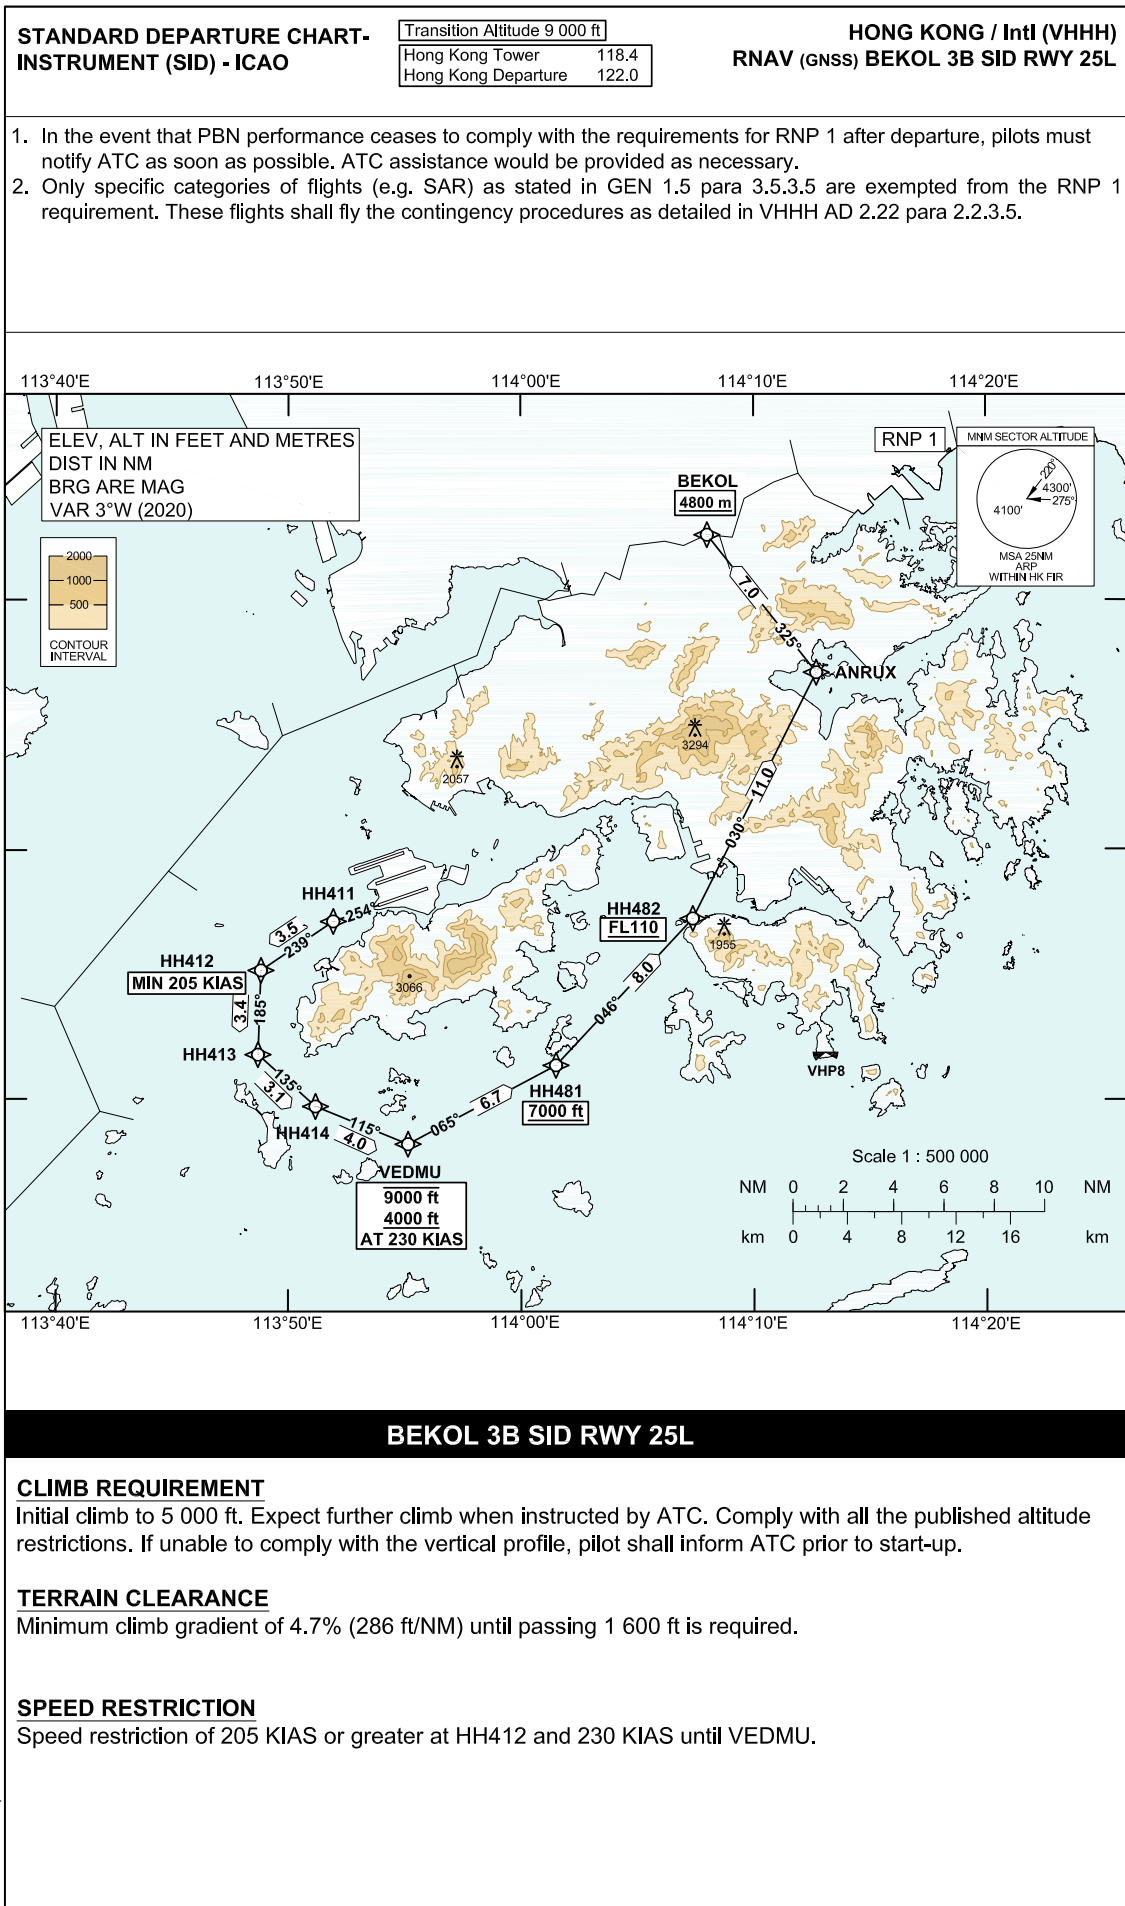 STANDARD DEPARTURE CHART-
INSTRUMENT (SID) - ICAO
Transition Altitude 9 000 ft
Hong Kong Tower 118.4
Hong Kong Departure 122.0
HONG KONG / Intl (VHHH)
RNAV (GNSS) BEKOL 3B SID RWY 25L
1. In the event that PBN performance ceases to comply with the requirements for RNP 1 after departure, pilots must
notify ATC as soon as possible. ATC assistance would be provided as necessary.
2. Only specific categories of flights (e.g. SAR) as stated in GEN 1.5 para 3.5.3.5 are exempted from the RNP 1
requirement. These flights shall fly the contingency procedures as detailed in VHHH AD 2.22 para 2.2.3.5.
113°40'E 113°50'E 114°00'E 114°10'E 114°20'E
ELEV, ALT IN FEET AND METRES
DIST IN NM
BRG ARE MAG
VAR 3°W (2020)
RNP 1
MNM SECTOR ALTITUDE
220°
4300'
275°
4100'
MSA 25NM
ARP
WITHIN HK FIR
2000
1000
500
CONTOUR
INTERVAL
BEKOL
4800 m
7.0
325°
ANRUX
3294
2057
11.0
030°
HH411
254°
3.5
239°
HH412
MIN 205 KIAS
HH482
FL110
1955
3066
8.0
046°
3.4
185°
HH413
135°
3.1
HH414
115°
4.0
065°
6.7
HH481
7000 ft
VHP8
VEDMU
9000 ft
4000 ft
AT 230 KIAS
Scale 1 : 500 000
NM 0 2 4 6 8 10 NM
km 0 4 8 12 16 km
113°40'E 113°50'E 114°00'E 114°10'E 114°20'E
BEKOL 3B SID RWY 25L
CLIMB REQUIREMENT
Initial climb to 5 000 ft. Expect further climb when instructed by ATC. Comply with all the published altitude
restrictions. If unable to comply with the vertical profile, pilot shall inform ATC prior to start-up.
TERRAIN CLEARANCE
Minimum climb gradient of 4.7% (286 ft/NM) until passing 1 600 ft is required.
SPEED RESTRICTION
Speed restriction of 205 KIAS or greater at HH412 and 230 KIAS until VEDMU.